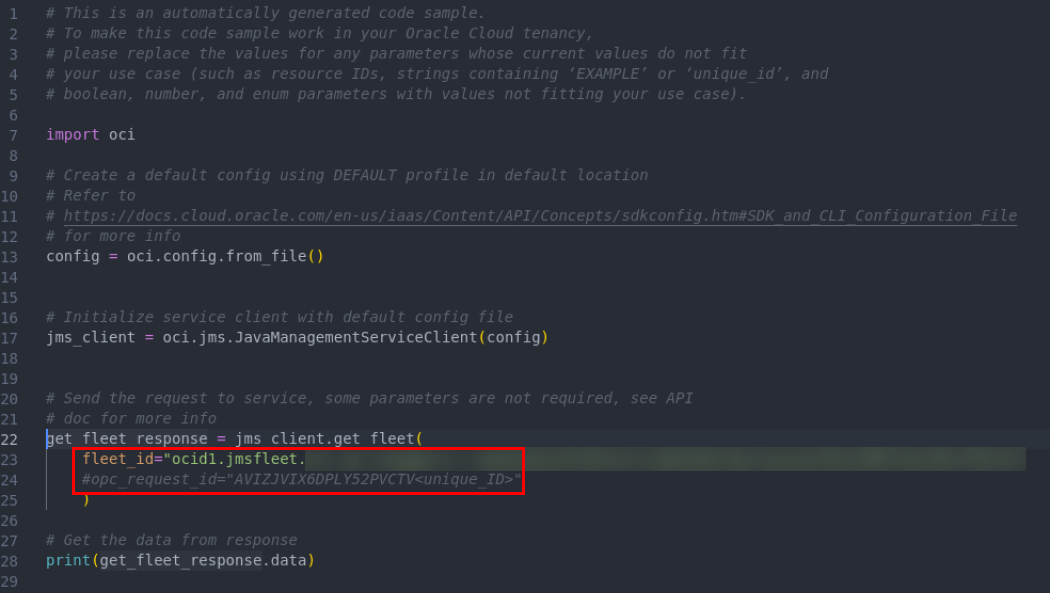 1 # This is an automatically generated code sample.
2 # To make this code sample work in your Oracle Cloud tenancy,
3 # please replace the values for any parameters whose current values do not fit
4 # your use case (such as resource IDs, strings containing ‘EXAMPLE’ or ‘unique_id’, and
5 # boolean, number, and enum parameters with values not fitting your use case).
6
7 import oci
8
9 # Create a default config using DEFAULT profile in default location
10 # Refer to
11 # https://docs.cloud.oracle.com/en-us/iaas/Content/API/Concepts/sdkconfig.htm#SDK_and_CLI_Configuration_File
12 # for more info
13 config = oci.config.from_file()
14
15
16 # Initialize service client with default config file
17 jms_client = oci.jms.JavaManagementServiceClient(config)
18
19
20 # Send the request to service, some parameters are not required, see API
21 # doc for more info
22 get_fleet_response = jms_client.get_fleet(
23 fleet_id="ocid1.jmsfleet.
24 #opc_request_id="AVIZJVIX6DPLY52PVCTV<unique_ID>"
25 )
26
27 # Get the data from response
28 print(get_fleet_response.data)
29